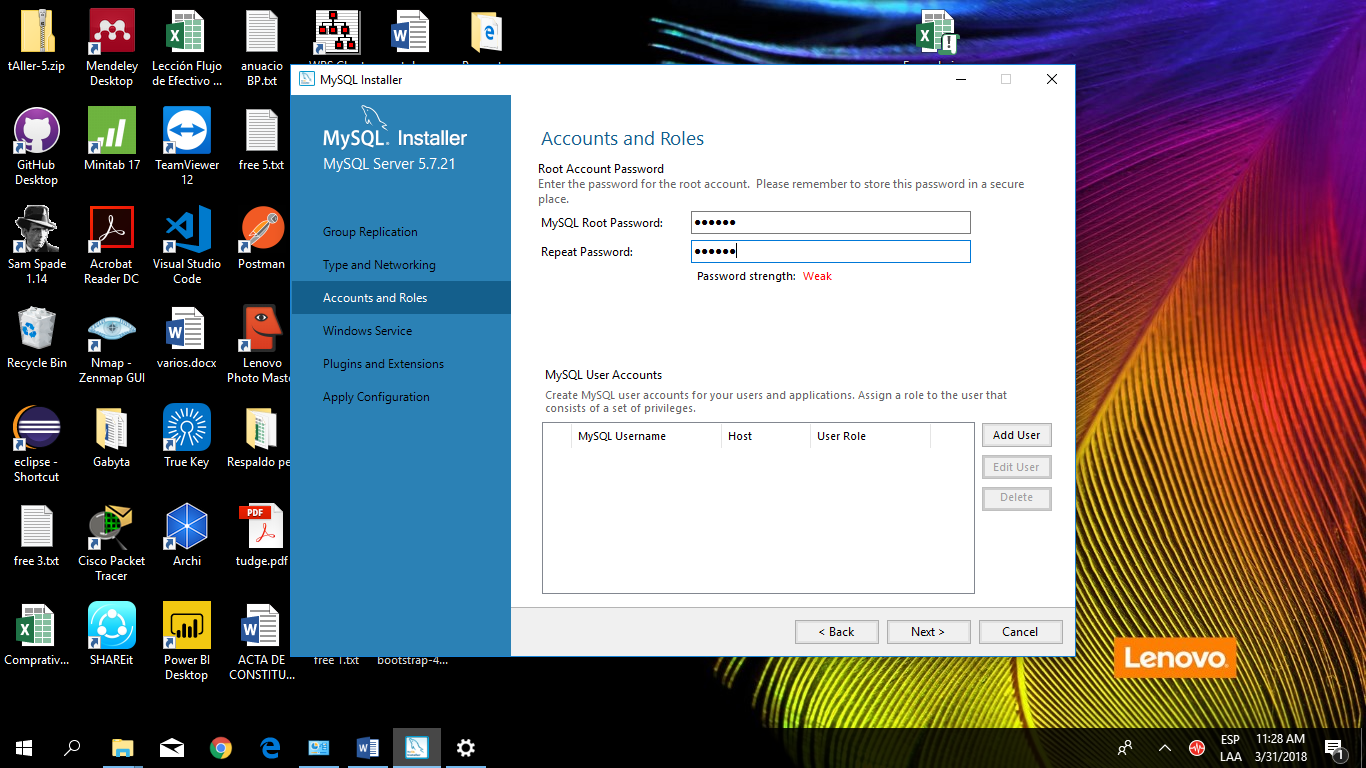 tAller-5.zip
Mendeley
Desktop
Lección Flujo
de Efectivo ...
anuacio
BP.txt
MySQL Installer
MySQL Installer
MySQL Server 5.7.21
Group Replication
Type and Networking
Accounts and Roles
Windows Service
Plugins and Extensions
Apply Configuration
Accounts and Roles
Root Account Password
Enter the password for the root account. Please remember to store this password in a secure
place.
MySQL Root Password: ●●●●●●
Repeat Password: ●●●●●●
Password strength: Weak
MySQL User Accounts
Create MySQL user accounts for your users and applications. Assign a role to the user that
consists of a set of privileges.
MySQL Username Host User Role
Add User
Edit User
Delete
< Back Next > Cancel
GitHub
Desktop
Minitab 17
TeamViewer
12
free 5.txt
Sam Spade
1.14
Acrobat
Reader DC
Visual Studio
Code
Postman
Recycle Bin
Nmap -
Zenmap GUI
varios.docx
Lenovo
Photo Maste
eclipse -
Shortcut
Gabyta
True Key
Respaldo pe
free 3.txt
Cisco Packet
Tracer
Archi
PDF
tudge.pdf
Comprativ...
SHAREit
Power BI
Desktop
ACTA DE
CONSTITU...
free 1.txt
bootstrap-4...
Lenovo
ESP
LAA
11:28 AM
3/31/2018
1